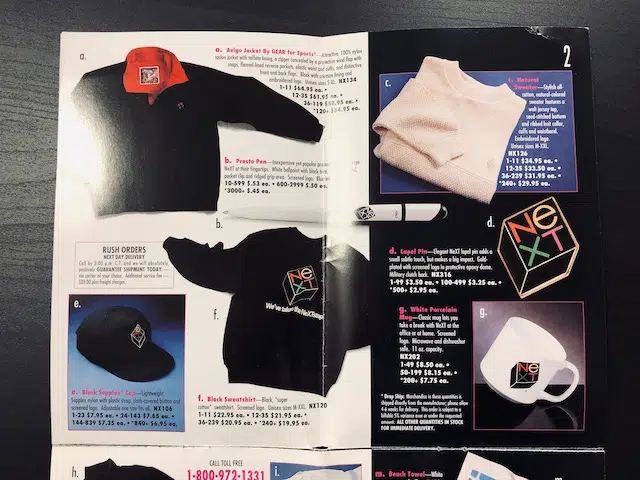 a.
a. Avigo Jacket By GEAR for Sports*—Attractive, 100% nylon
nylon jacket with taffeta lining, a zipper concealed by a protective wind flap with
snaps, flannel-lined reverse pockets, elastic waist and cuffs, and distinctive
front and back flaps. Black with crimson lining and
embroidered logo. Unisex sizes S-XL. NX134
1-11 $64.95 ea. •
12-35 $61.95 ea. •
36-119 ea. •
*120+ $54.95 ea.
b. Presto Pen—Inexpensive yet popular
NeXT at their fingertips. White ballpoint with black
pocket clip and ridged grip area. Screened logo.
10-599 $.53 ea. • 600-2999 $.50 ea.
*3000+ $.45 ea.
b.
RUSH ORDERS
NEXT DAY DELIVERY
Call by 3:00 p.m. C.T. and we will absolutely,
positively GUARANTEE SHIPMENT TODAY
via carrier of your choice. Additional service fee—
plus freight charges.
NeXT
We've taken the NeXTstep
f.
e.
e. Black Supplex* Cap—Lightweight
Supplex nylon with plastic strap, cloth-covered button and
screened logo. Adjustable one size fits all. NX106
1-23 $7.95 ea. • 24-143 $7.65 ea. •
144-839 $7.35 ea. • *840+ $6.95 ea.
f. Black Sweatshirt—Black, "super
cotton" sweatshirt. Screened logo. Unisex sizes M-XXL. NX120
1-11 $22.95 ea. • 12-35 $21.95 ea. •
36-239 $20.95 ea. • *240+ $19.95 ea.
2
c.
c. Natural
Sweater—Stylish all-
cotton, natural-colored
sweater features a
welt jersey top,
seed-stitched bottom
and ribbed knit collar,
cuffs and waistband.
Embroidered logo.
Unisex sizes M-XXL.
NX126
1-11 $34.95 ea. •
12-35 $33.50 ea. •
36-239 $31.95 ea. •
*240+ $29.95 ea.
d.
NeXT
d. Lapel Pin—Elegant NeXT lapel pin adds a
small subtle touch, but makes a big impact. Gold-
plated with screened logo in protective epoxy dome.
Military clutch back. NX316
1-99 $3.50 ea. • 100-499 $3.25 ea. •
*500+ $2.95 ea.
g. White Porcelain
Mug—Classic mug lets you
take a break with NeXT at the
office or at home. Screened
logo. Microwave and dishwasher
safe. 11 oz. capacity.
NX202
1-49 $8.50 ea. •
50-199 $8.15 ea. •
*200+ $7.75 ea.
g.
NeXT
* Drop Ship: Merchandise in these quantities is
shipped directly from the manufacturer; please allow
4-6 weeks for delivery. This order is subject to a
billable 5% variance over or under the requested
amount. ALL OTHER QUANTITIES IN STOCK
FOR IMMEDIATE DELIVERY.
h.
CALL TOLL FREE
1-800-972-1331
i.
m. Beach Towel—White
m.